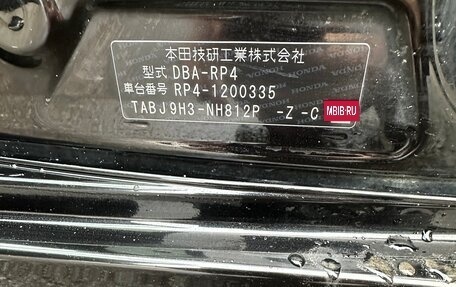 本田技研工業株式会社
型式 DBA-RP4
車台番号 RP4-1200335
TABJ9H3-NH812P -Z -C
MBIB.RU